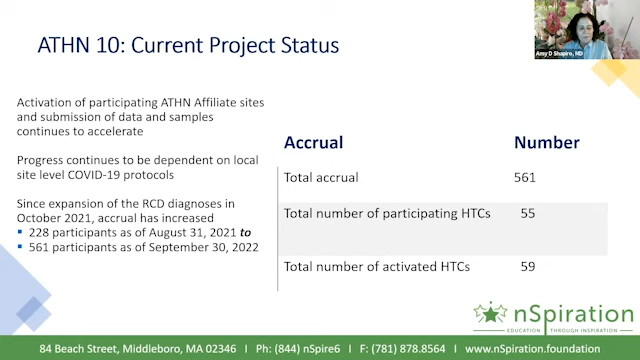 ATHN 10: Current Project Status
Amy D Shapiro, MD
Activation of participating ATHN Affiliate sites
and submission of data and samples
continues to accelerate
Progress continues to be dependent on local
site level COVID-19 protocols
Since expansion of the RCD diagnoses in
October 2021, accrual has increased
▪ 228 participants as of August 31, 2021 to
▪ 561 participants as of September 30, 2022
Accrual Number
Total accrual 561
Total number of participating HTCs 55
Total number of activated HTCs 59
nSpiration
EDUCATION THROUGH INSPIRATION
84 Beach Street, Middleboro, MA 02346 I Ph: (844) nSpire6 I F: (781) 878.8564 I www.nSpiration.foundation